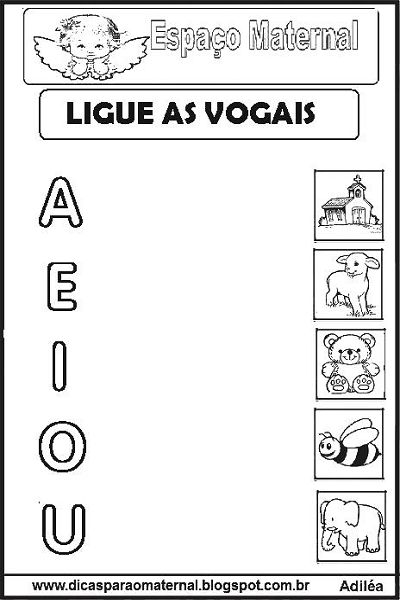 Espaço Maternal
LIGUE AS VOGAIS
A
E
I
O
U
www.dicasparaomaternal.blogspot.com.br Adiléa